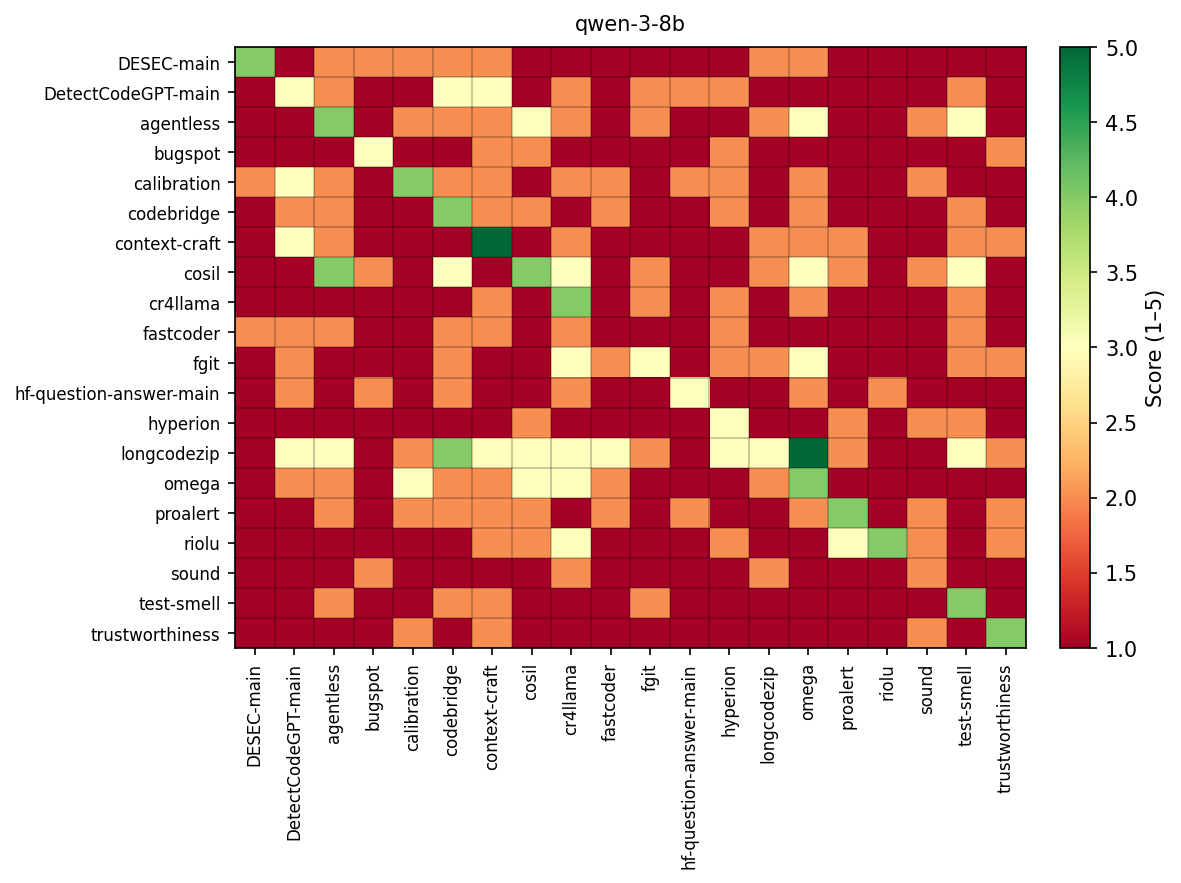 qwen-3-8b
DESEC-main
DetectCodeGPT-main
agentless
bugspot
calibration
codebridge
context-craft
cosil
cr4llama
fastcoder
fgit
hf-question-answer-main
hyperion
longcodezip
omega
proalert
riolu
sound
test-smell
trustworthiness
DESEC-main
DetectCodeGPT-main
agentless
bugspot
calibration
codebridge
context-craft
cosil
cr4llama
fastcoder
fgit
hf-question-answer-main
hyperion
longcodezip
omega
proalert
riolu
sound
test-smell
trustworthiness
5.0
4.5
4.0
3.5
3.0
2.5
2.0
1.5
1.0
Score (1–5)